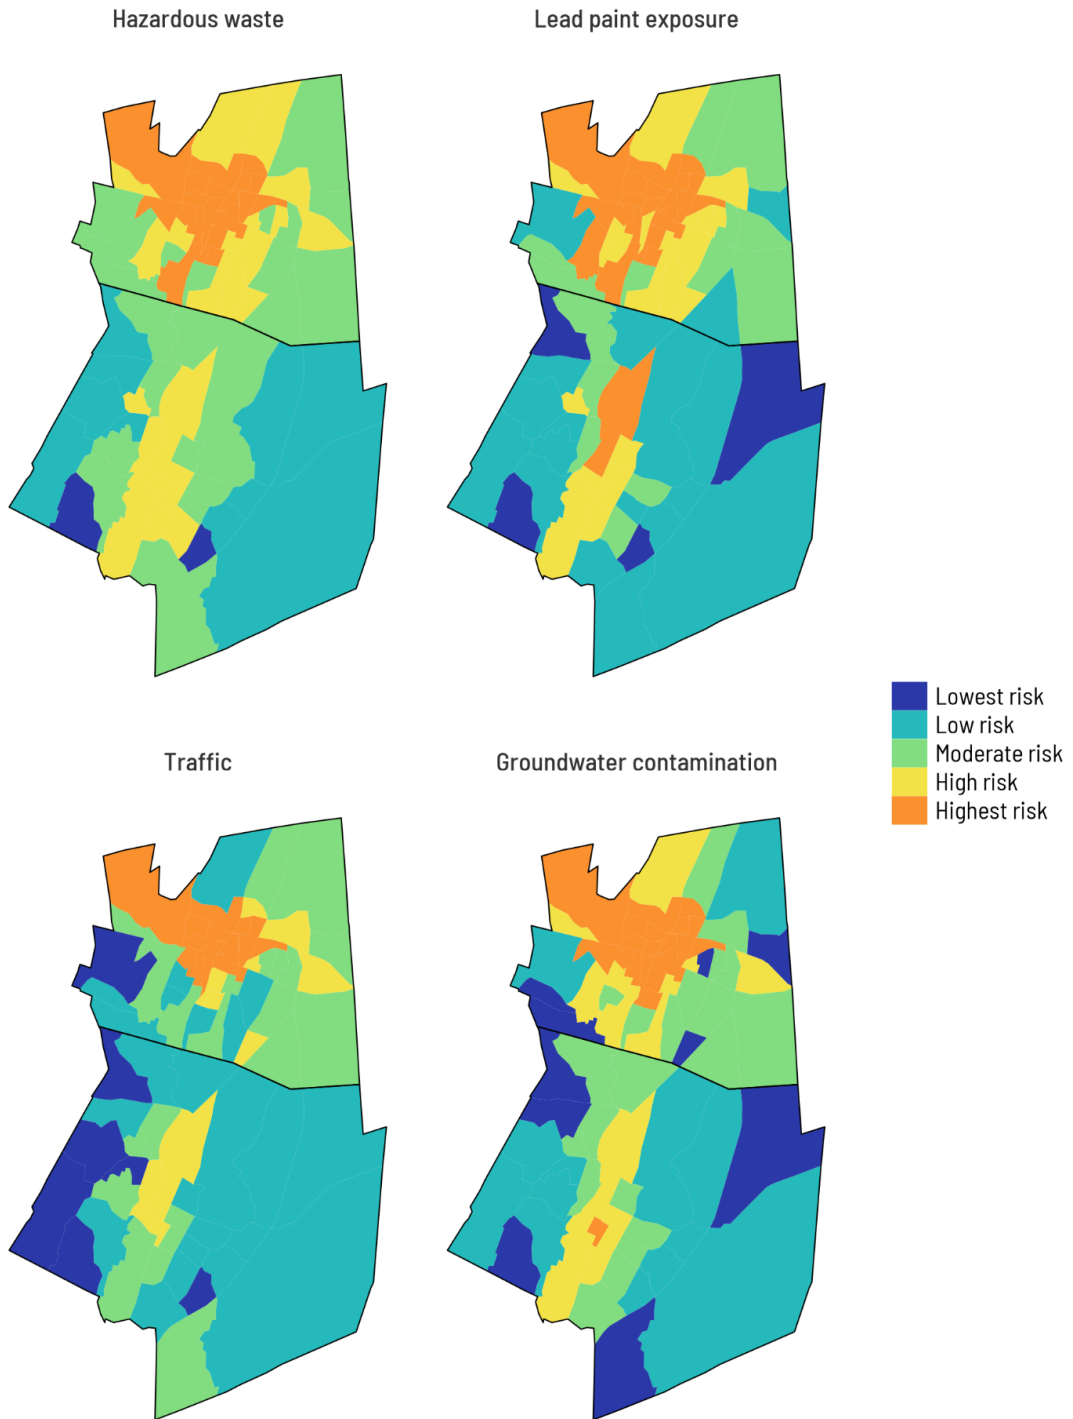 Hazardous waste
Lead paint exposure
Lowest risk
Low risk
Moderate risk
High risk
Highest risk
Traffic
Groundwater contamination